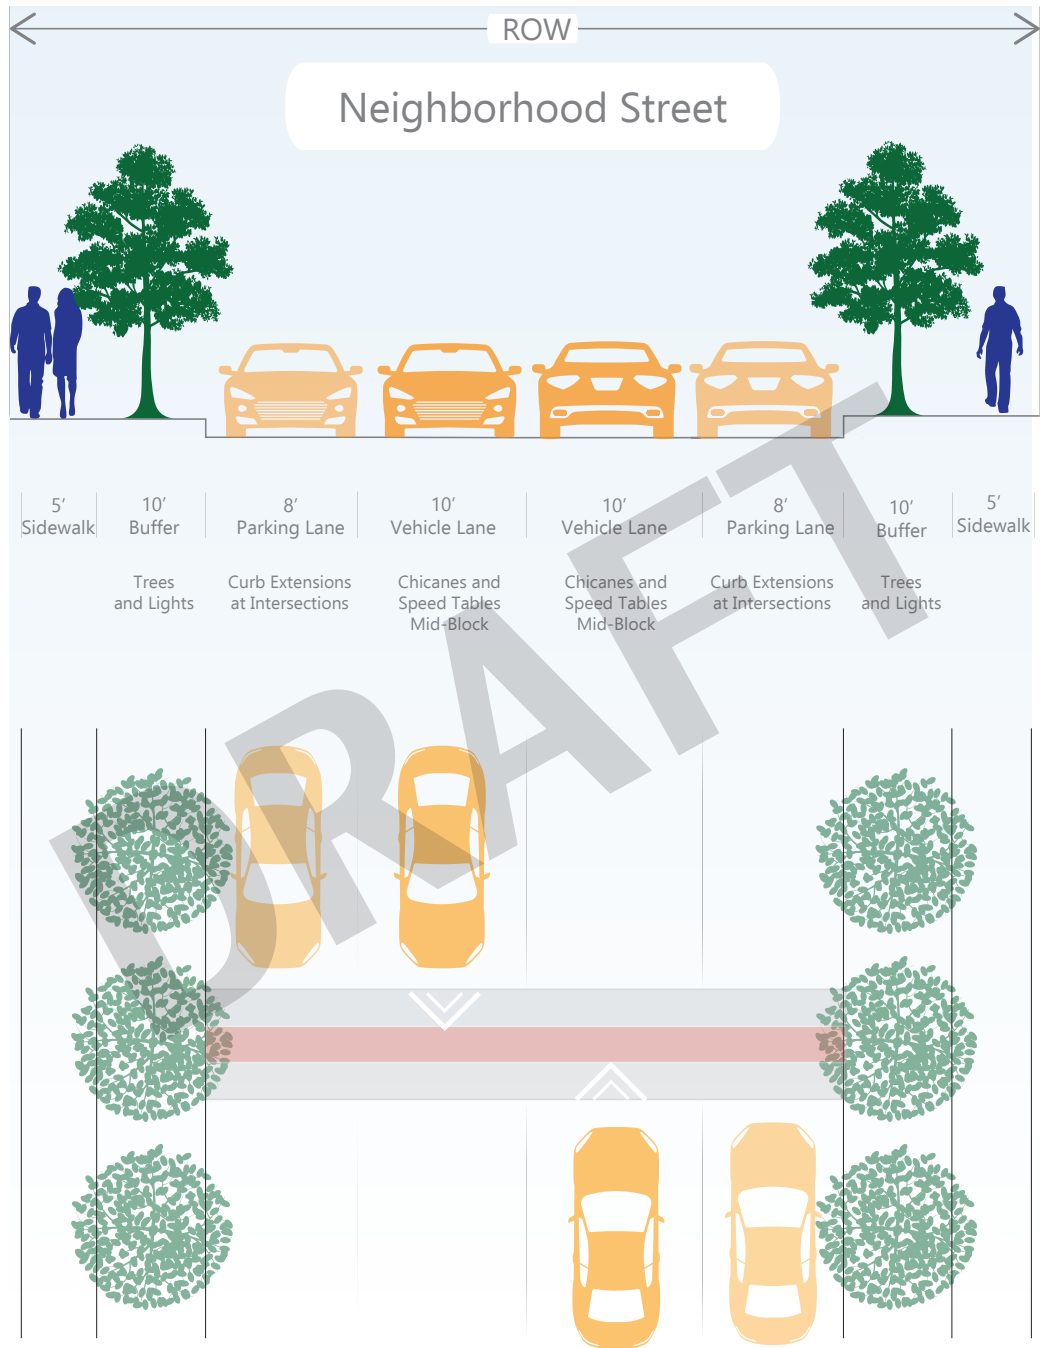 ROW
Neighborhood Street
5’
Sidewalk
10’
Buffer
8’
Parking Lane
10’
Vehicle Lane
10’
Vehicle Lane
8’
Parking Lane
10’
Buffer
5’
Sidewalk
Trees
and Lights
Curb Extensions
at Intersections
Chicanes and
Speed Tables
Mid-Block
Chicanes and
Speed Tables
Mid-Block
Curb Extensions
at Intersections
Trees
and Lights
DRAFT